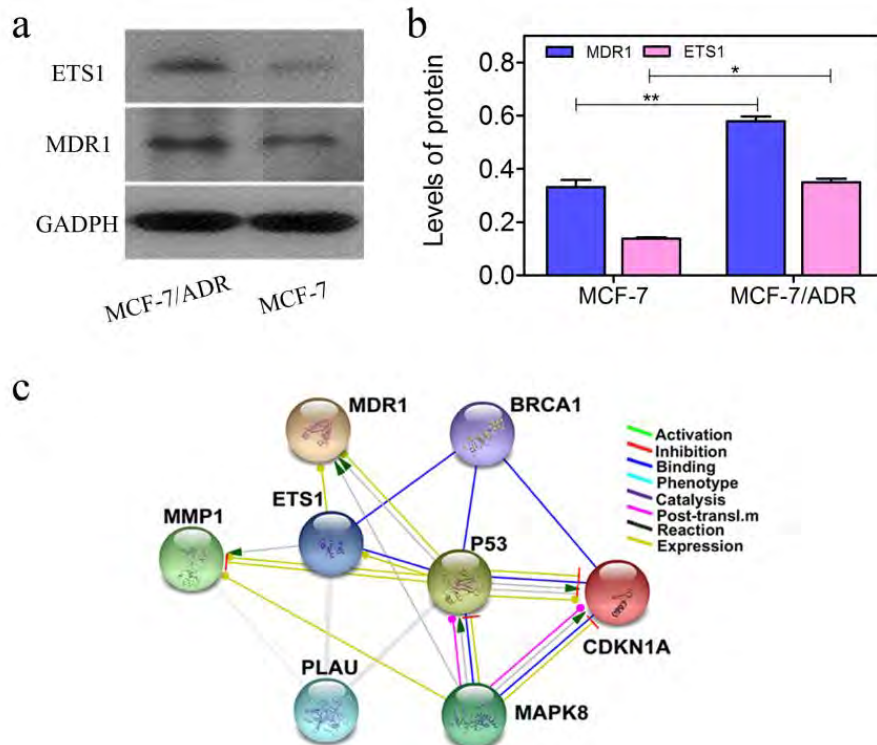 a
ETS1
MDR1
GADPH
MCF-7/ADR
MCF-7
b
MDR1
ETS1
Levels of protein
0.8
0.6
0.4
0.2
0.0
*
**
MCF-7
MCF-7/ADR
c
MDR1
BRCA1
ETS1
MMP1
P53
CDKN1A
PLAU
MAPK8
Activation
Inhibition
Binding
Phenotype
Catalysis
Post-transl.m
Reaction
Expression